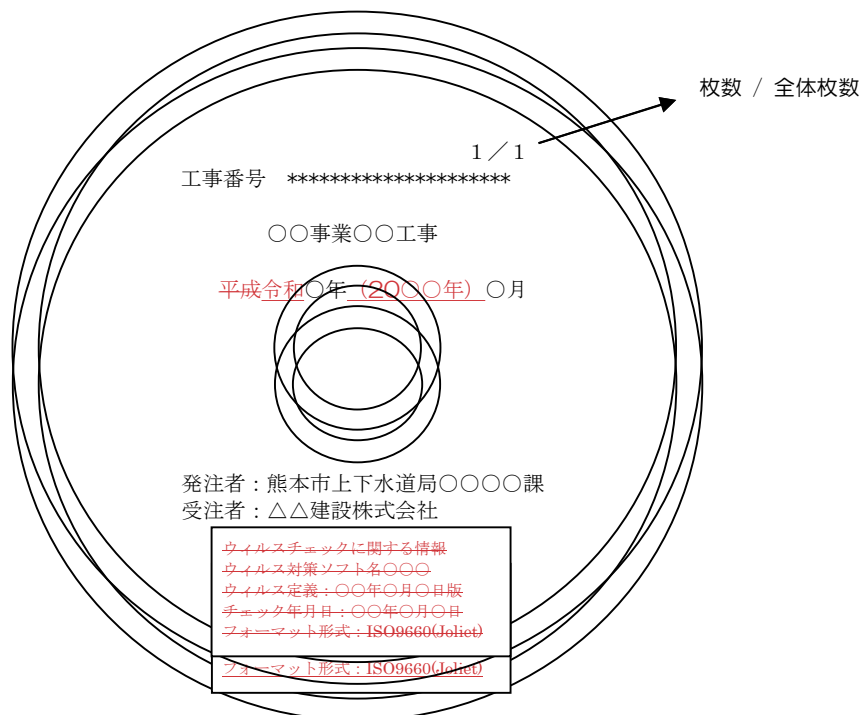 枚数 / 全体枚数
1／1
工事番号　*********************
○○事業○○工事
平成令和○年（20○○年）○月
発注者：熊本市上下水道局○○○○課
受注者：△△建設株式会社
ウィルスチェックに関する情報
ウィルス対策ソフト名○○○
ウィルス定義：○○年○月○日版
チェック年月日：○○年○月○日
フォーマット形式：ISO9660(Joliet)
フォーマット形式：ISO9660(Joliet)